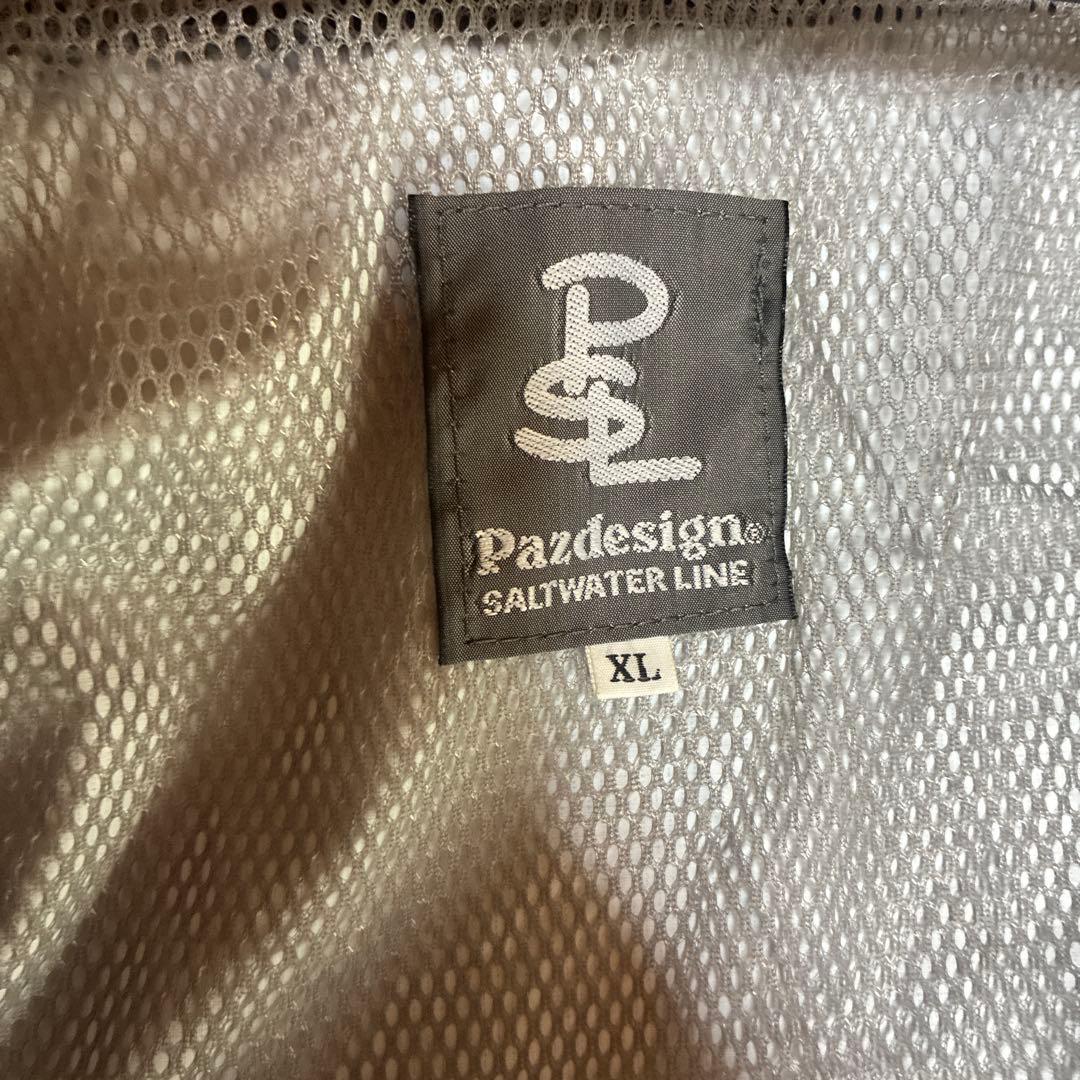 PSL
Pazdesign®
SALTWATER LINE
XL